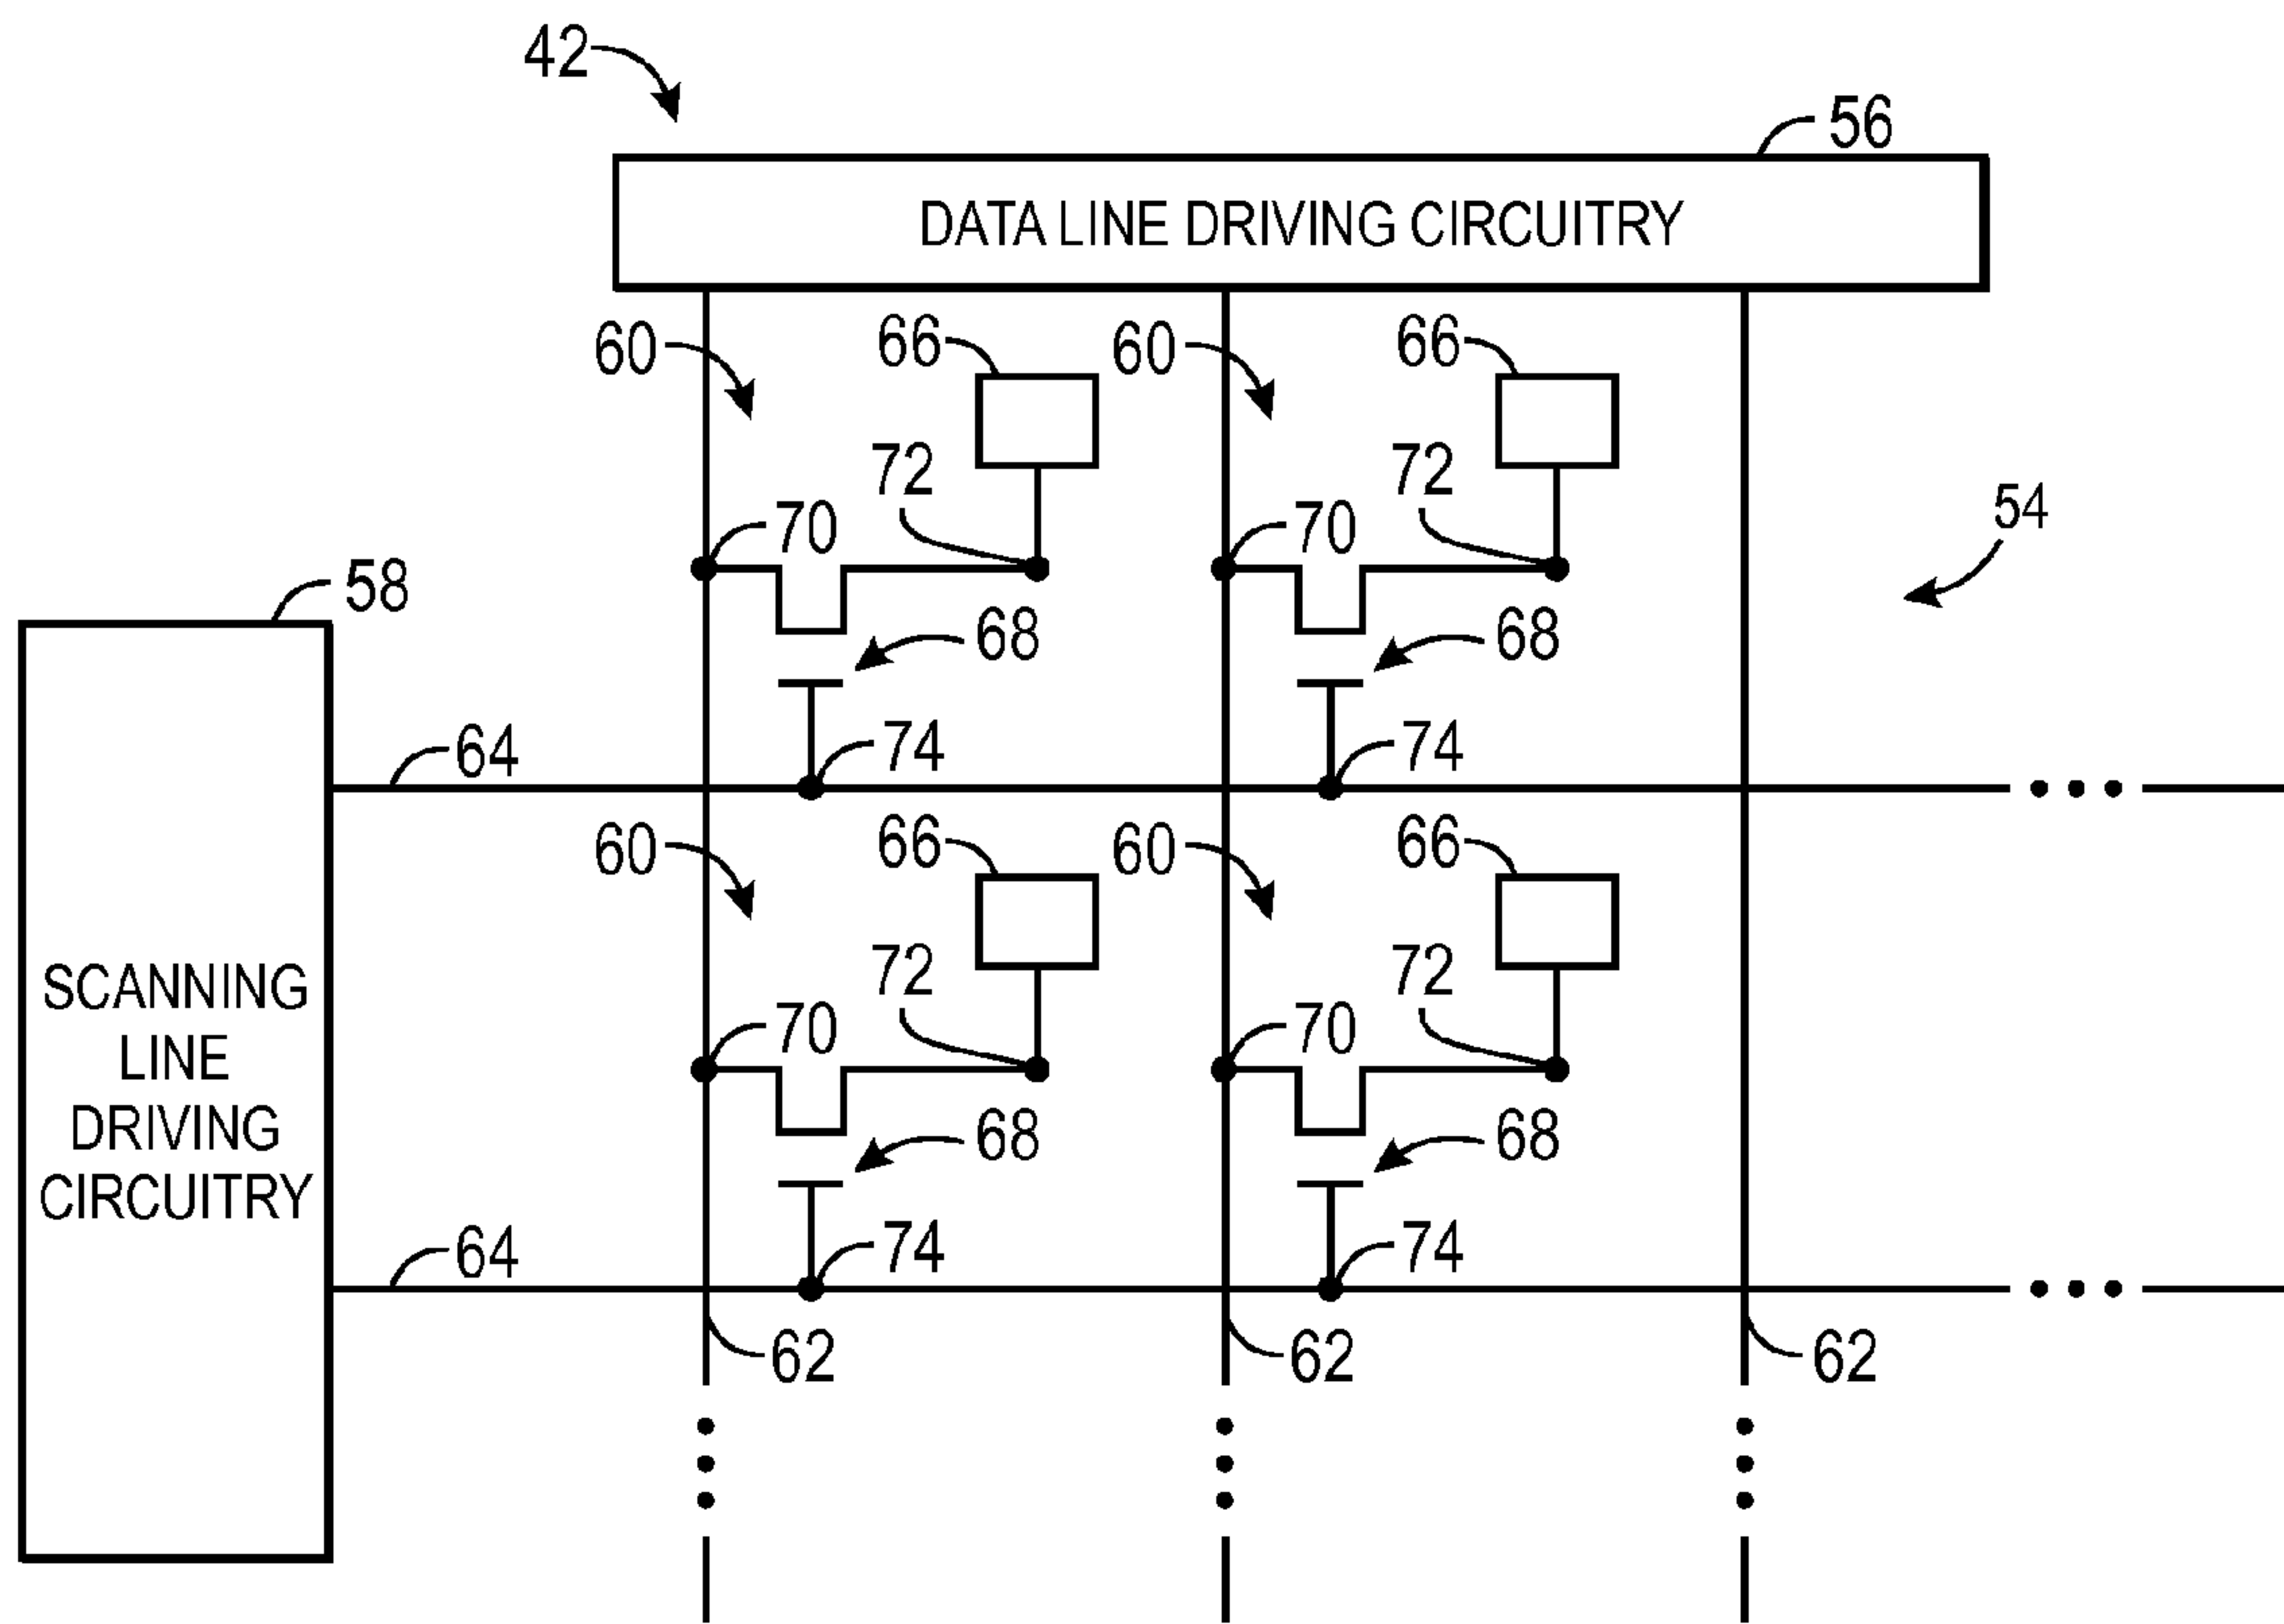 42
56
DATA LINE DRIVING CIRCUITRY
60 66 60 66
72 72
54
70 70
58
68 68
64 74 74
60 66 60 66
72 72
70 70
SCANNING
LINE
DRIVING
CIRCUITRY
68 68
64 74 74
62 62 62